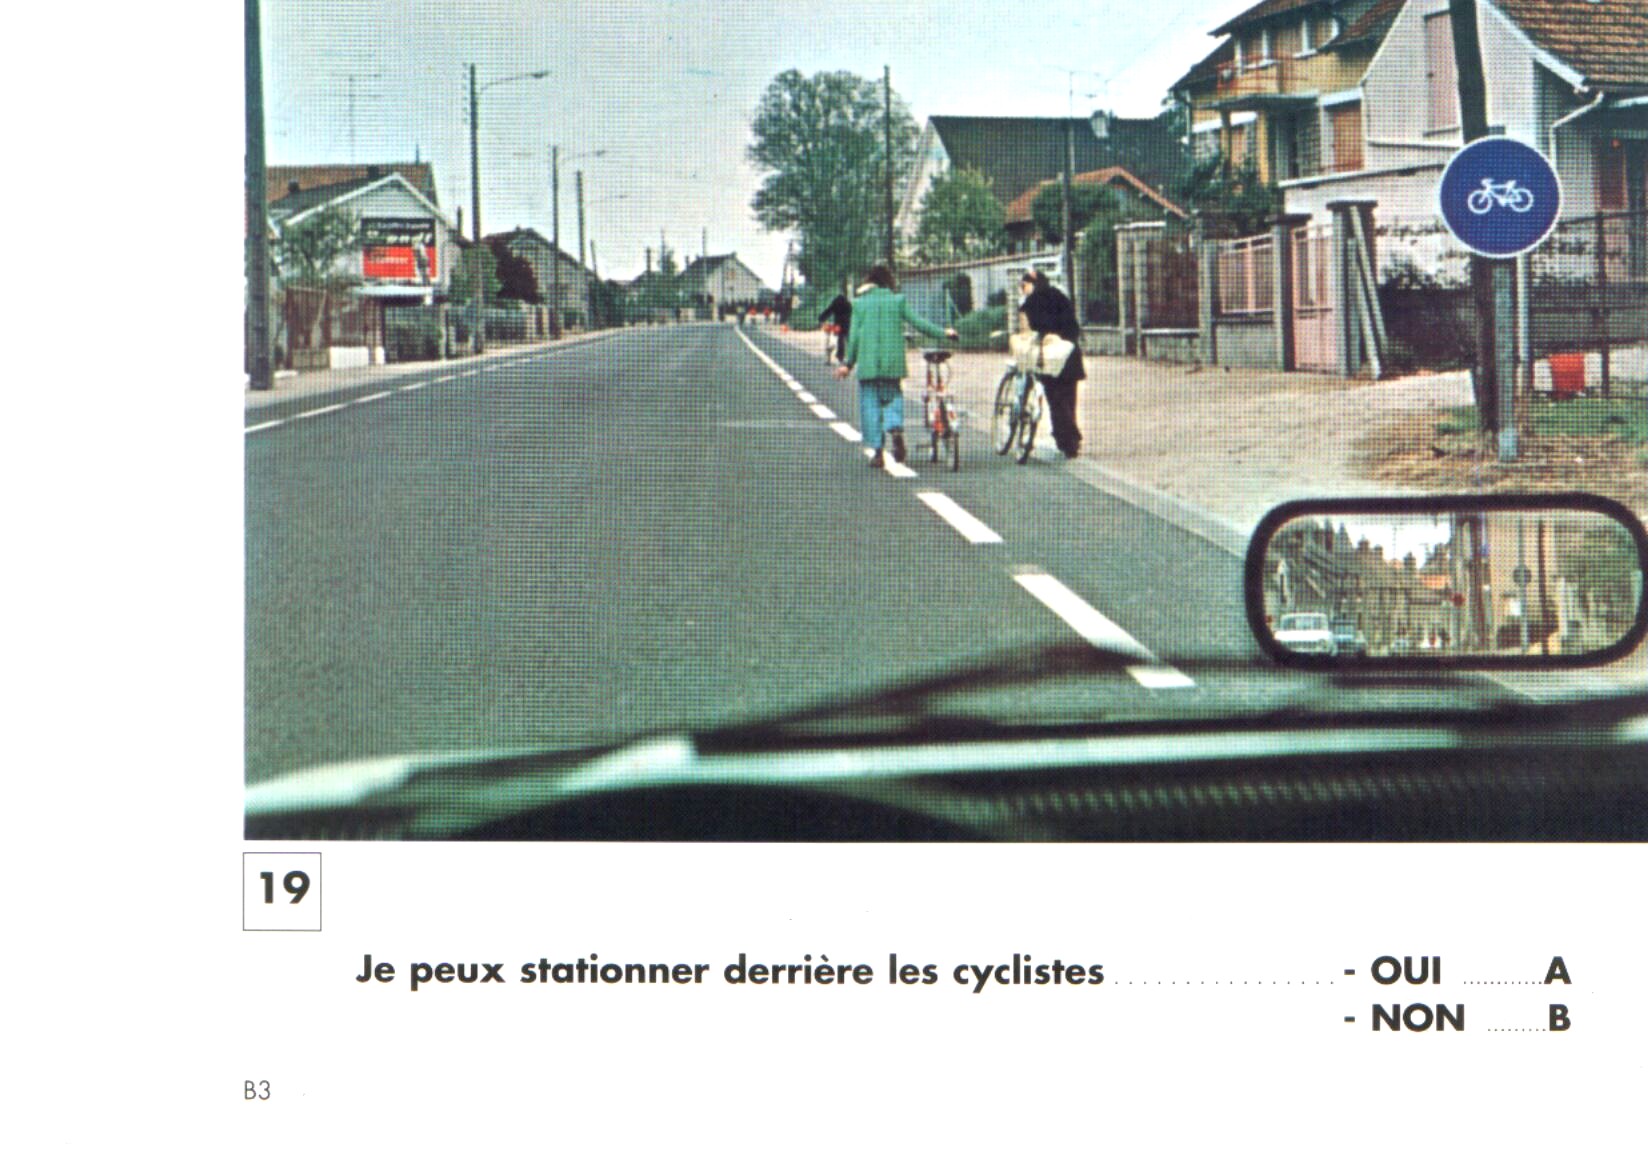 19
Je peux stationner derrière les cyclistes ............... - OUI ............A
- NON .........B
B3